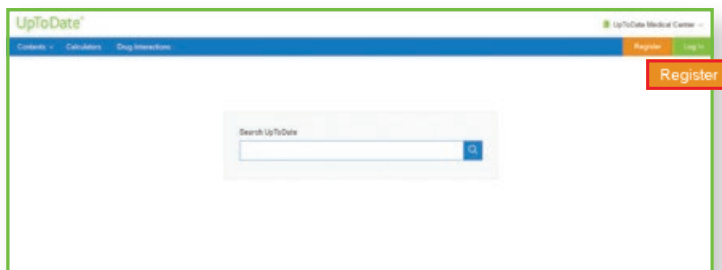 UpToDate®
UpToDate Medical Center
Contents Calculators Drug Interactions
Register Log In
Register
Search UpToDate